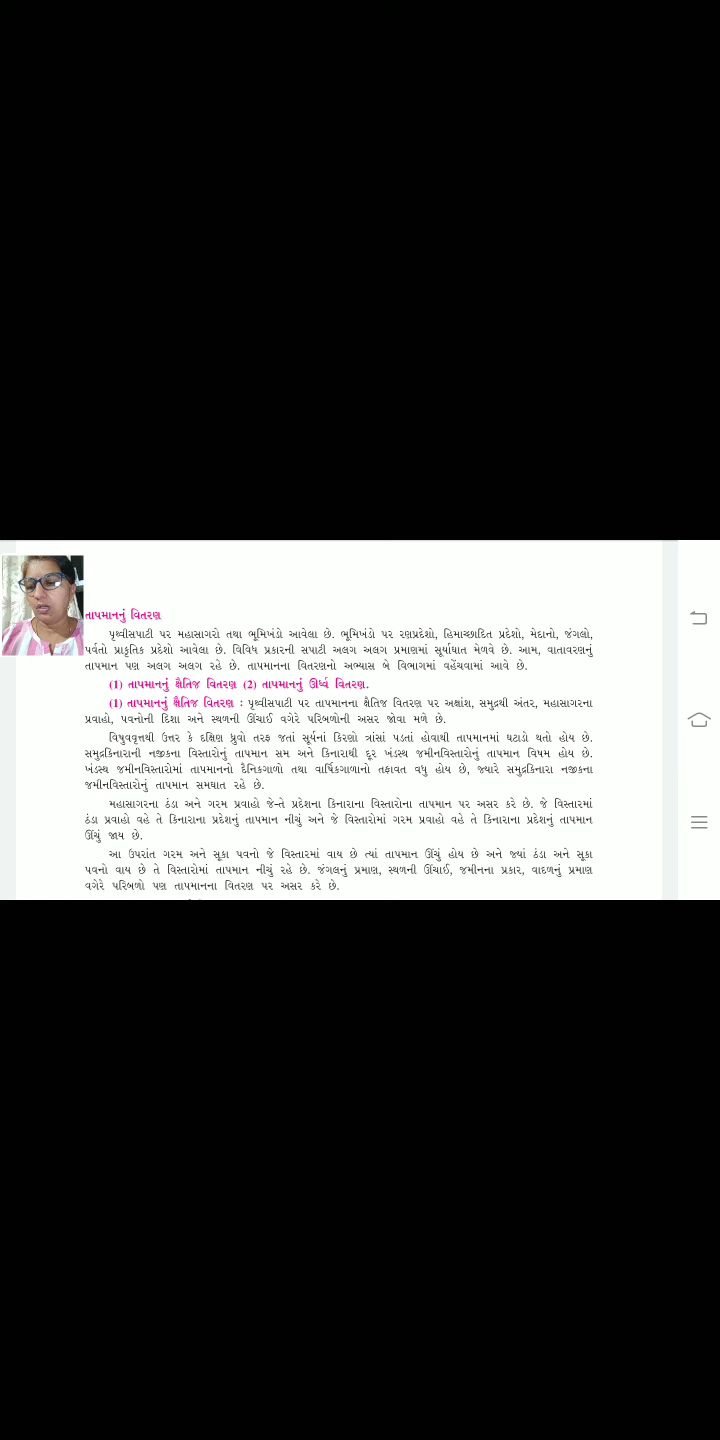 તાપમાનનું વિતરણ
પૃથ્વીસપાટી પર મહાસાગરો તથા ભૂમિખંડો આવેલા છે. ભૂમિખંડો પર રણપ્રદેશો, હિમાચ્છાદિત પ્રદેશો, મેદાનો, જંગલો,
પર્વતો પ્રાકૃતિક પ્રદેશો આવેલા છે. વિવિધ પ્રકારની સપાટી અલગ અલગ પ્રમાણમાં સૂર્યાઘાત મેળવે છે. આમ, વાતાવરણનું
તાપમાન પણ અલગ અલગ રહે છે. તાપમાનના વિતરણનો અભ્યાસ બે વિભાગમાં વહેંચવામાં આવે છે.
(1) તાપમાનનું ક્ષૈતિજ વિતરણ (2) તાપમાનનું ઊર્ધ્વ વિતરણ.
(1) તાપમાનનું ક્ષૈતિજ વિતરણ : પૃથ્વીસપાટી પર તાપમાનના ક્ષૈતિજ વિતરણ પર અક્ષાંશ, સમુદ્રથી અંતર, મહાસાગરના
પ્રવાહો, પવનોની દિશા અને સ્થળની ઊંચાઈ વગેરે પરિબળોની અસર જોવા મળે છે.
વિષુવવૃત્તથી ઉત્તર કે દક્ષિણ ધ્રુવો તરફ જતાં સૂર્યનાં કિરણો ત્રાંસાં પડતાં હોવાથી તાપમાનમાં ઘટાડો થતો હોય છે.
સમુદ્રકિનારાની નજીકના વિસ્તારોનું તાપમાન સમ અને કિનારાથી દૂર ખંડસ્થ જમીનવિસ્તારોનું તાપમાન વિષમ હોય છે.
ખંડસ્થ જમીનવિસ્તારોમાં તાપમાનનો દૈનિકગાળો તથા વાર્ષિકગાળાનો તફાવત વધુ હોય છે, જ્યારે સમુદ્રકિનારા નજીકના
જમીનવિસ્તારોનું તાપમાન સમઘાત રહે છે.
મહાસાગરના ઠંડા અને ગરમ પ્રવાહો જે-તે પ્રદેશના કિનારાના વિસ્તારોના તાપમાન પર અસર કરે છે. જે વિસ્તારમાં
ઠંડા પ્રવાહો વહે તે કિનારાના પ્રદેશનું તાપમાન નીચું અને જે વિસ્તારોમાં ગરમ પ્રવાહો વહે તે કિનારાના પ્રદેશનું તાપમાન
ઊંચું જાય છે.
આ ઉપરાંત ગરમ અને સૂકા પવનો જે વિસ્તારમાં વાય છે ત્યાં તાપમાન ઊંચું હોય છે અને જ્યાં ઠંડા અને સૂકા
પવનો વાય છે તે વિસ્તારોમાં તાપમાન નીચું રહે છે. જંગલનું પ્રમાણ, સ્થળની ઊંચાઈ, જમીનના પ્રકાર, વાદળનું પ્રમાણ
વગેરે પરિબળો પણ તાપમાનના વિતરણ પર અસર કરે છે.